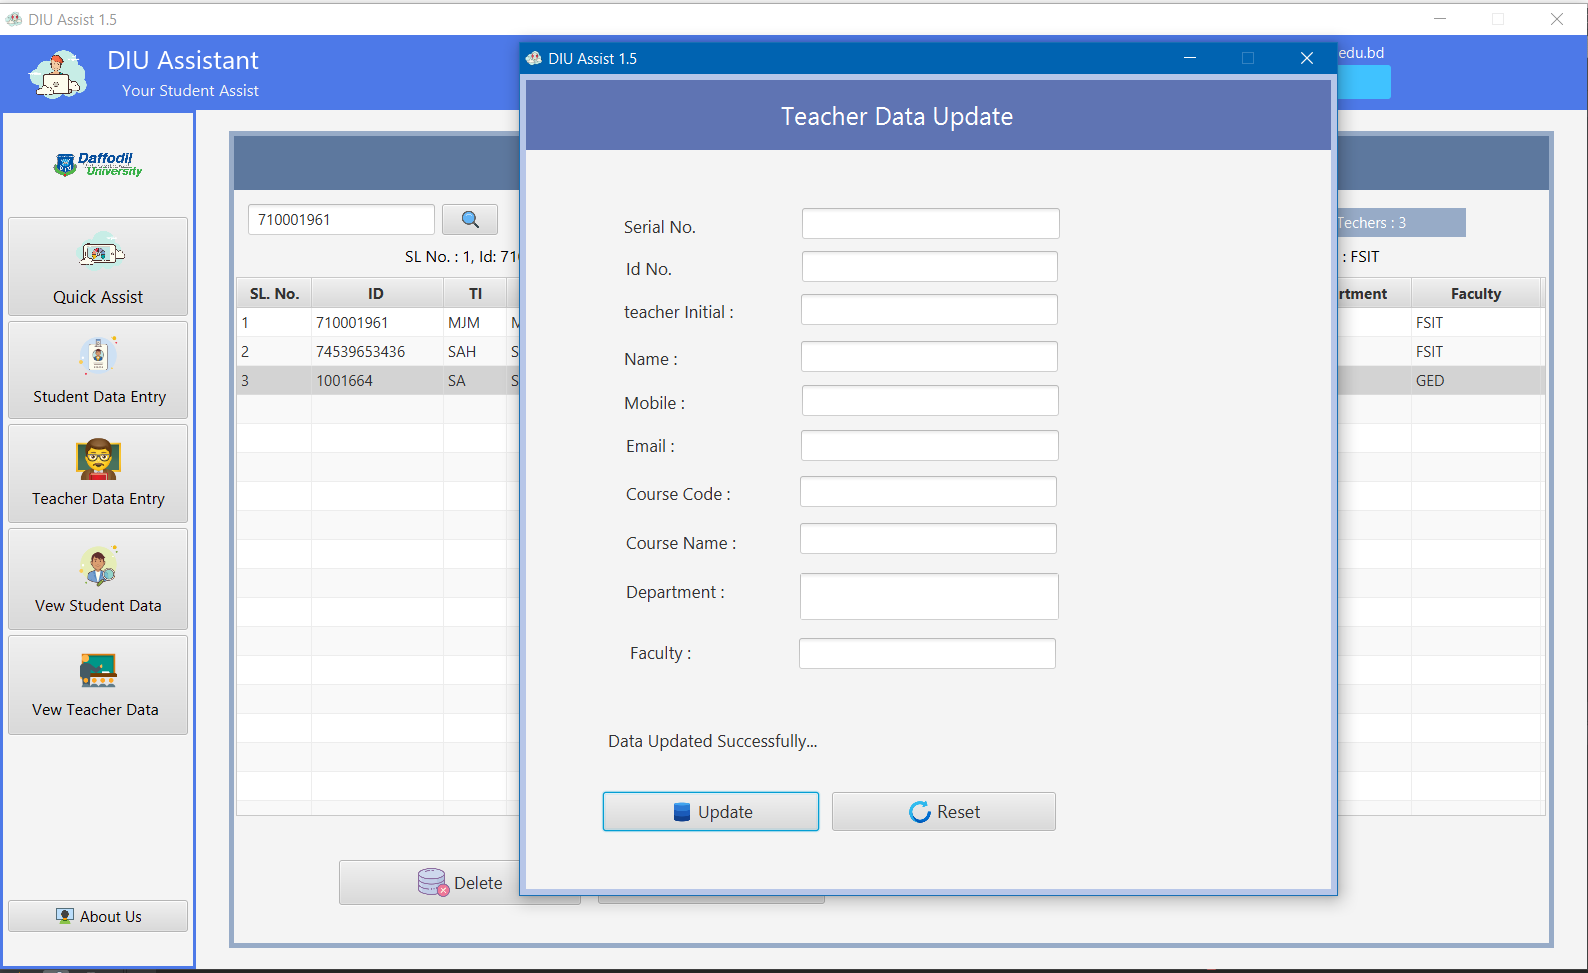 DIU Assist 1.5
DIU Assistant
Your Student Assist
edu.bd
Daffodil
University
Quick Assist
Student Data Entry
Teacher Data Entry
Vew Student Data
Vew Teacher Data
About Us
710001961
Techers : 3
SL No. : 1, Id: 71
: FSIT
SL. No. ID TI rtment Faculty
1 710001961 MJM M FSIT
2 74539653436 SAH S FSIT
3 1001664 SA S GED
Delete
DIU Assist 1.5
Teacher Data Update
Serial No.
Id No.
teacher Initial :
Name :
Mobile :
Email :
Course Code :
Course Name :
Department :
Faculty :
Data Updated Successfully...
Update Reset